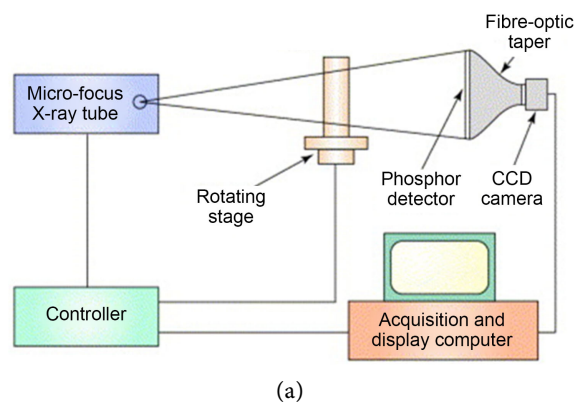 Fibre-optic
taper
Micro-focus
X-ray tube
Rotating
stage
Phosphor
detector
CCD
camera
Controller
Acquisition and
display computer
(a)